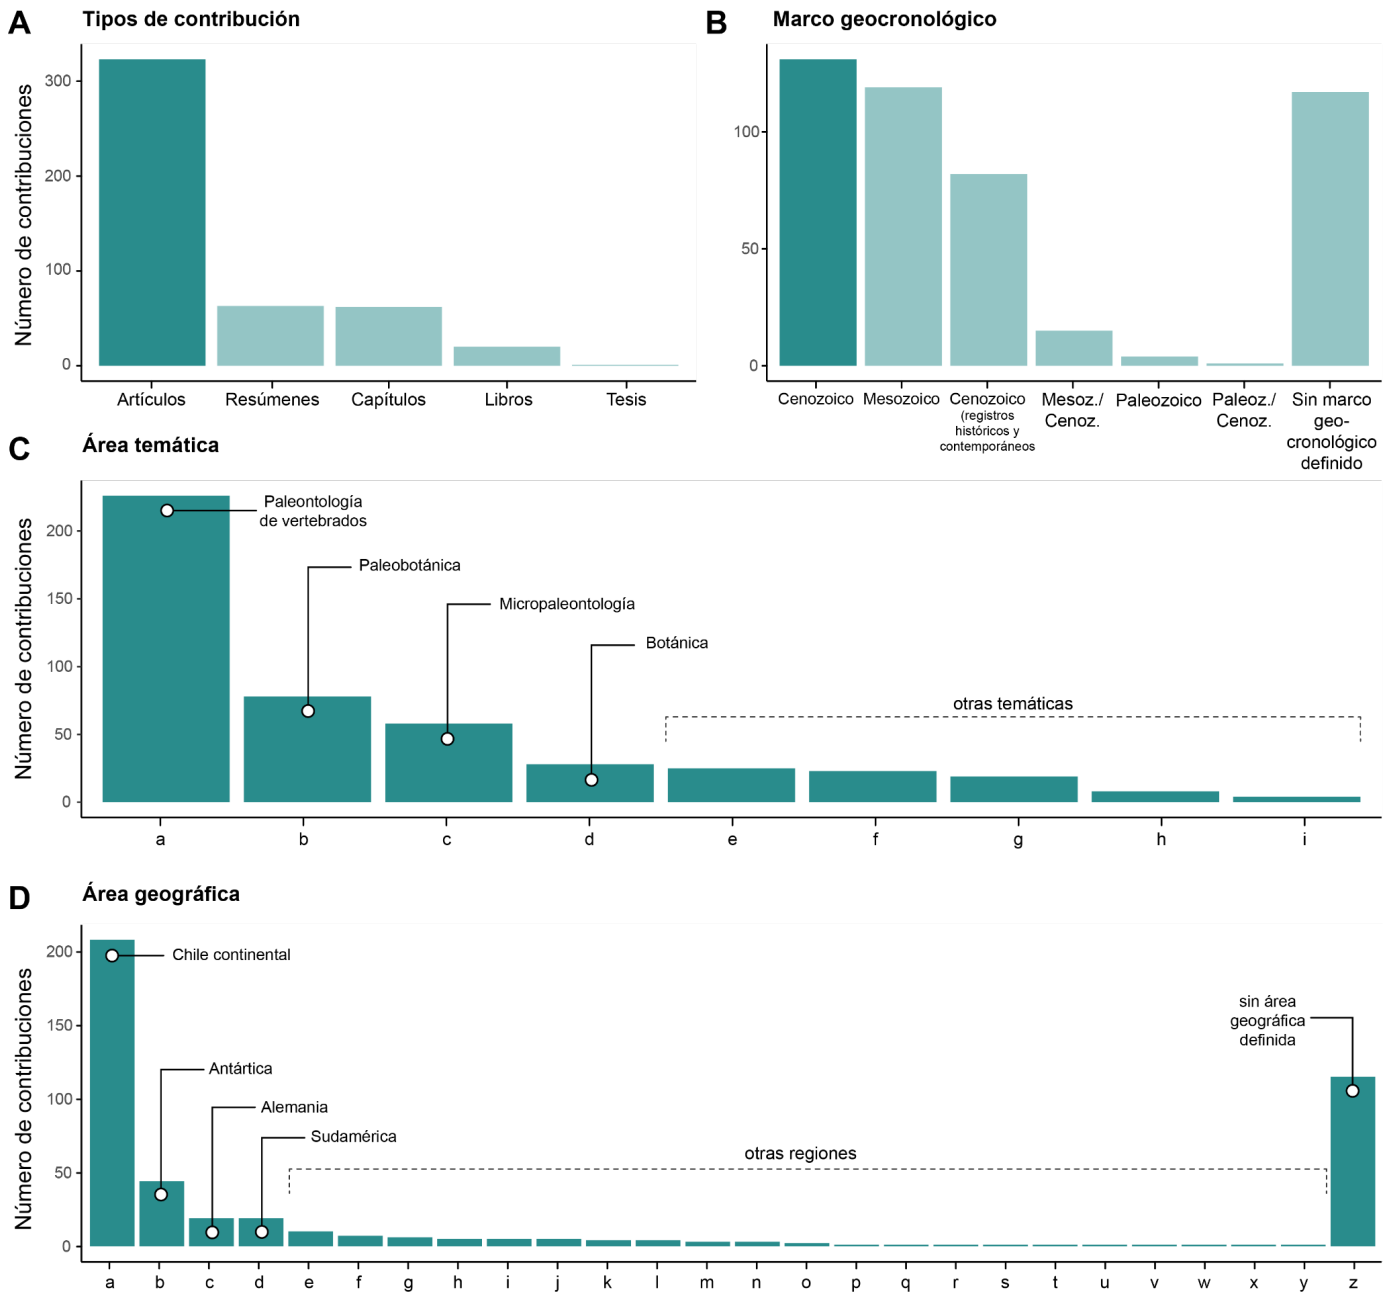 A Tipos de contribución
Número de contribuciones
300
200
100
0
Artículos Resúmenes Capítulos Libros Tesis
B Marco geocronológico
100
50
0
Cenozoico Mesozoico Cenozoico Mesoz./ Paleozoico Paleoz./ Sin marco
(registros Cenoz. Cenoz. geo-
históricos y cronológico
contemporáneos definido
C Área temática
Número de contribuciones
200
150
100
50
0
Paleontología
de vertebrados
Paleobotánica
Micropaleontología
Botánica
otras temáticas
a b c d e f g h i
D Área geográfica
Número de contribuciones
200
150
100
50
0
Chile continental
Antártica
Alemania
Sudamérica
otras regiones
sin área
geográfica
definida
a b c d e f g h i j k l m n o p q r s t u v w x y z